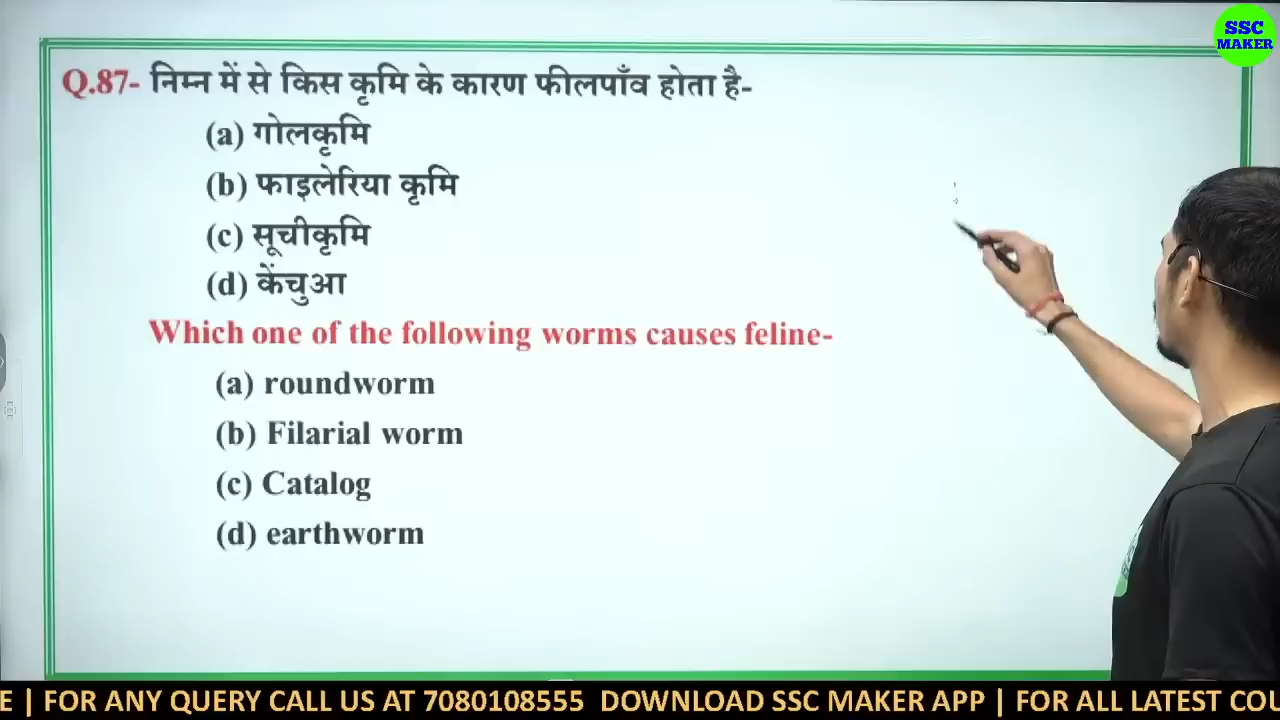 SSC
MAKER
Q.87- निम्न में से किस कृमि के कारण फीलपाँव होता है-
(a) गोलकृमि
(b) फाइलेरिया कृमि
(c) सूचीकृमि
(d) केंचुआ
Which one of the following worms causes feline-
(a) roundworm
(b) Filarial worm
(c) Catalog
(d) earthworm
E | FOR ANY QUERY CALL US AT 7080108555 DOWNLOAD SSC MAKER APP | FOR ALL LATEST COU